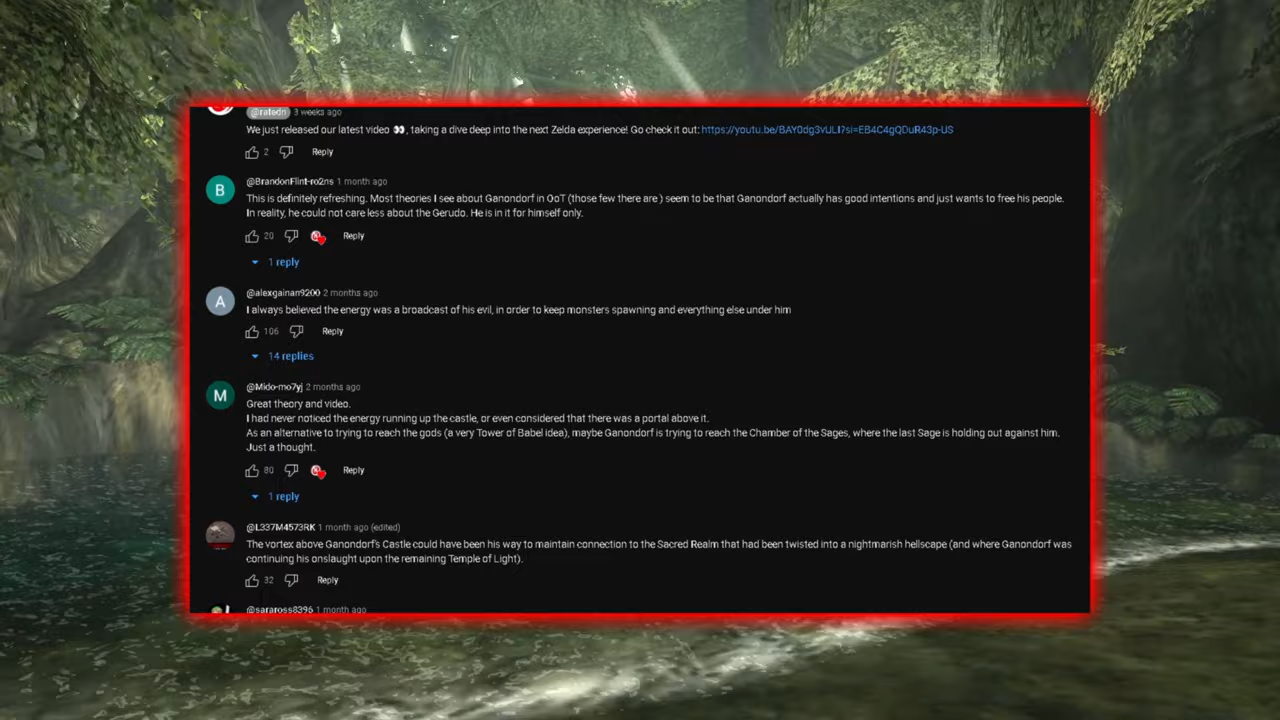 @ratedn 3 weeks ago
We just released our latest video 👀, taking a dive deep into the next Zelda experience! Go check it out: https://youtu.be/BAY0dg3vULI?si=EB4C4gQDuR43p-US
2 Reply
B
@BrandonFlint-ro2ns 1 month ago
This is definitely refreshing. Most theories I see about Ganondorf in OoT (those few there are ) seem to be that Ganondorf actually has good intentions and just wants to free his people.
In reality, he could not care less about the Gerudo. He is in it for himself only.
20 Reply
1 reply
A
@alexgainan9200 2 months ago
I always believed the energy was a broadcast of his evil, in order to keep monsters spawning and everything else under him
106 Reply
14 replies
M
@Mido-mo7yj 2 months ago
Great theory and video.
I had never noticed the energy running up the castle, or even considered that there was a portal above it.
As an alternative to trying to reach the gods (a very Tower of Babel idea), maybe Ganondorf is trying to reach the Chamber of the Sages, where the last Sage is holding out against him.
Just a thought.
80 Reply
1 reply
@L337M4573RK 1 month ago (edited)
The vortex above Ganondorf's Castle could have been his way to maintain connection to the Sacred Realm that had been twisted into a nightmarish hellscape (and where Ganondorf was
continuing his onslaught upon the remaining Temple of Light).
32 Reply
@saraross8396 1 month ago